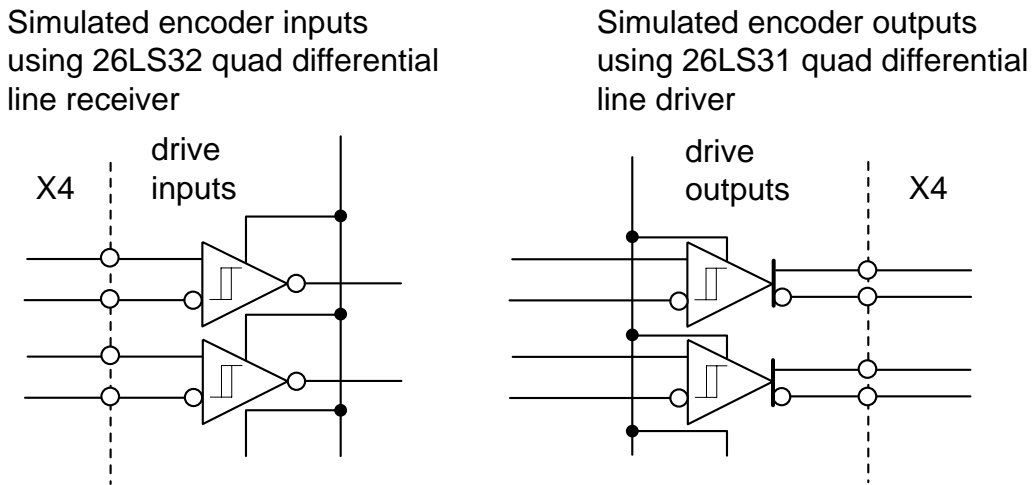 Simulated encoder inputs
using 26LS32 quad differential
line receiver
Simulated encoder outputs
using 26LS31 quad differential
line driver
X4
drive
inputs
drive
outputs
X4